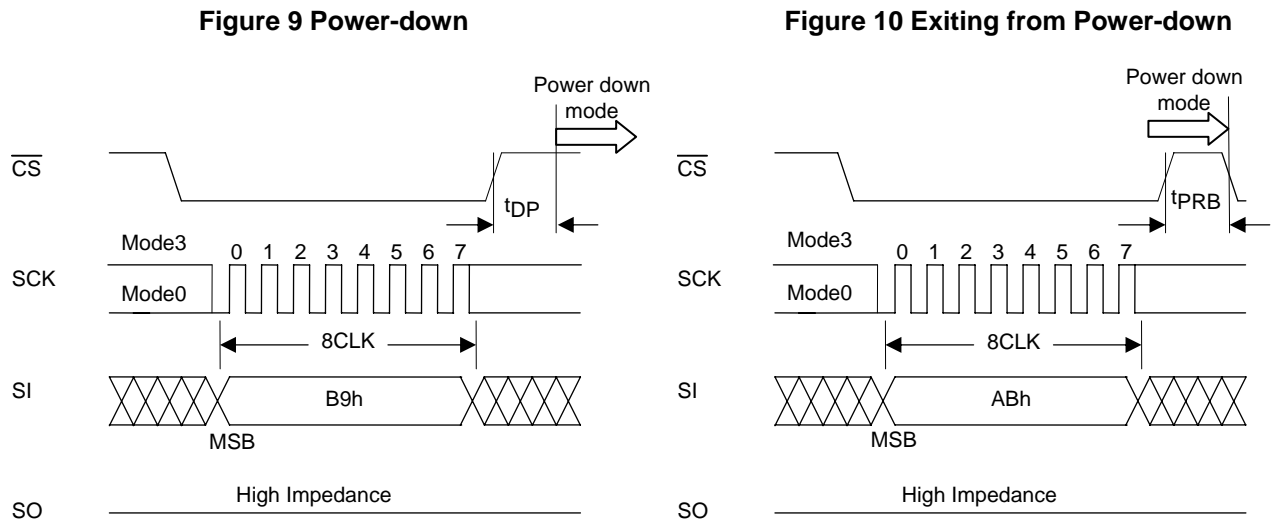 Figure 9 Power-down
Power down
mode
CS
tDP
Mode3
0 1 2 3 4 5 6 7
SCK
Mode0
8CLK
SI
B9h
MSB
High Impedance
SO
Figure 10 Exiting from Power-down
Power down
mode
CS
tPRB
Mode3
0 1 2 3 4 5 6 7
SCK
Mode0
8CLK
SI
ABh
MSB
High Impedance
SO